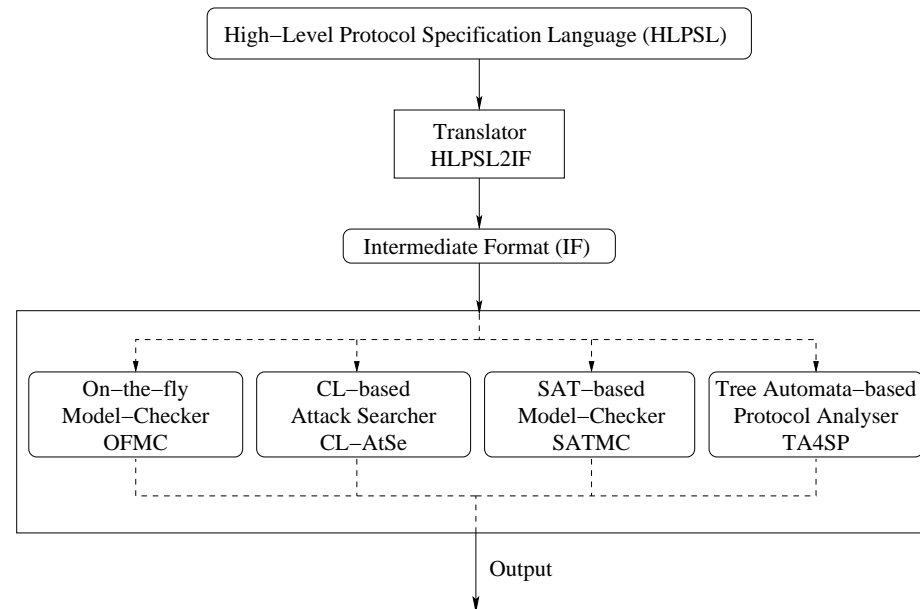 High−Level Protocol Specification Language (HLPSL)
Translator
HLPSL2IF
Intermediate Format (IF)
On−the−fly
Model−Checker
OFMC
CL−based
Attack Searcher
CL−AtSe
SAT−based
Model−Checker
SATMC
Tree Automata−based
Protocol Analyser
TA4SP
Output